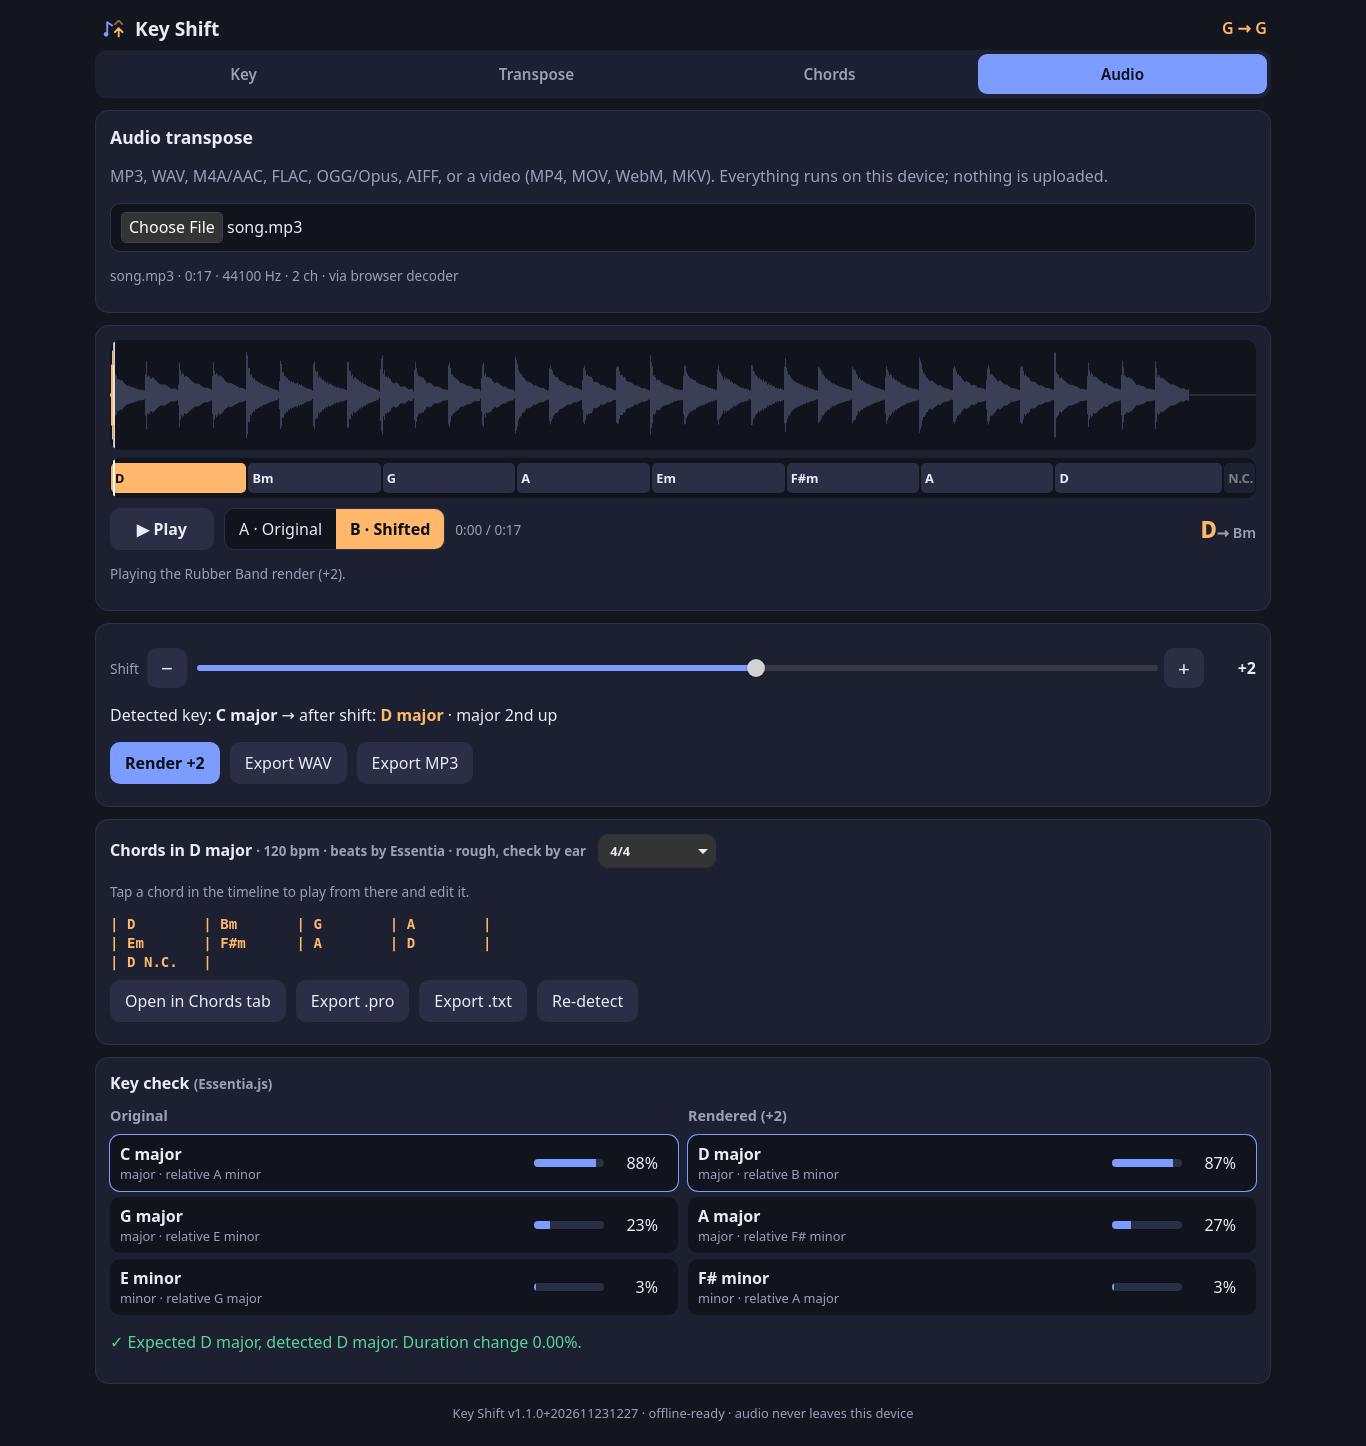 Key Shift
G → G
Key Transpose Chords Audio
Audio transpose
MP3, WAV, M4A/AAC, FLAC, OGG/Opus, AIFF, or a video (MP4, MOV, WebM, MKV). Everything runs on this device; nothing is uploaded.
Choose File song.mp3
song.mp3 · 0:17 · 44100 Hz · 2 ch · via browser decoder
D Bm G A Em F#m A D N.C.
▶ Play A · Original B · Shifted 0:00 / 0:17 D → Bm
Playing the Rubber Band render (+2).
Shift − + +2
Detected key: C major → after shift: D major · major 2nd up
Render +2 Export WAV Export MP3
Chords in D major · 120 bpm · beats by Essentia · rough, check by ear 4/4
Tap a chord in the timeline to play from there and edit it.
| D | Bm | G | A |
| Em | F#m | A | D |
| D N.C. |
Open in Chords tab Export .pro Export .txt Re-detect
Key check (Essentia.js)
Original
C major
major · relative A minor
88%
G major
major · relative E minor
23%
E minor
minor · relative G major
3%
Rendered (+2)
D major
major · relative B minor
87%
A major
major · relative F# minor
27%
F# minor
minor · relative A major
3%
✓ Expected D major, detected D major. Duration change 0.00%.
Key Shift v1.1.0+202611231227 · offline-ready · audio never leaves this device